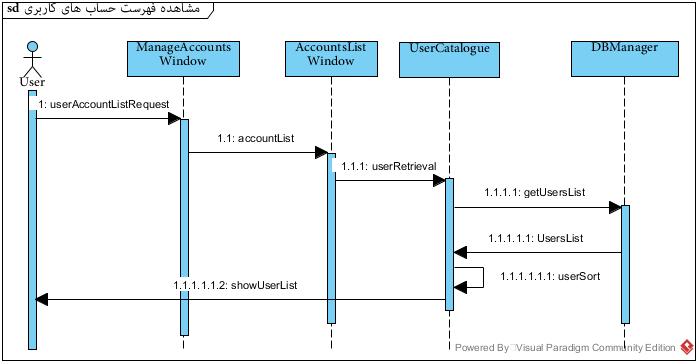 sd مشاهده فهرست حساب های کاربری
ManageAccounts
Window
AccountsList
Window
UserCatalogue
DBManager
User
1: userAccountListRequest
1.1: accountList
1.1.1: userRetrieval
1.1.1.1: getUsersList
1.1.1.1.1: UsersList
1.1.1.1.1.1: userSort
1.1.1.1.1.2: showUserList
Powered By Visual Paradigm Community Edition